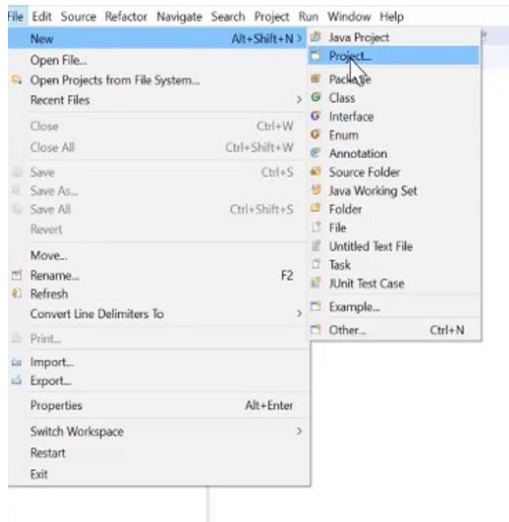 File Edit Source Refactor Navigate Search Project Run Window Help
New Alt+Shift+N >
Open File...
Open Projects from File System...
Recent Files >
Close Ctrl+W
Close All Ctrl+Shift+W
Save Ctrl+S
Save As...
Save All Ctrl+Shift+S
Revert
Move...
Rename... F2
Refresh
Convert Line Delimiters To >
Print...
Import...
Export...
Properties Alt+Enter
Switch Workspace >
Restart
Exit
Java Project
Project...
Package
Class
Interface
Enum
Annotation
Source Folder
Java Working Set
Folder
File
Untitled Text File
Task
JUnit Test Case
Example...
Other... Ctrl+N